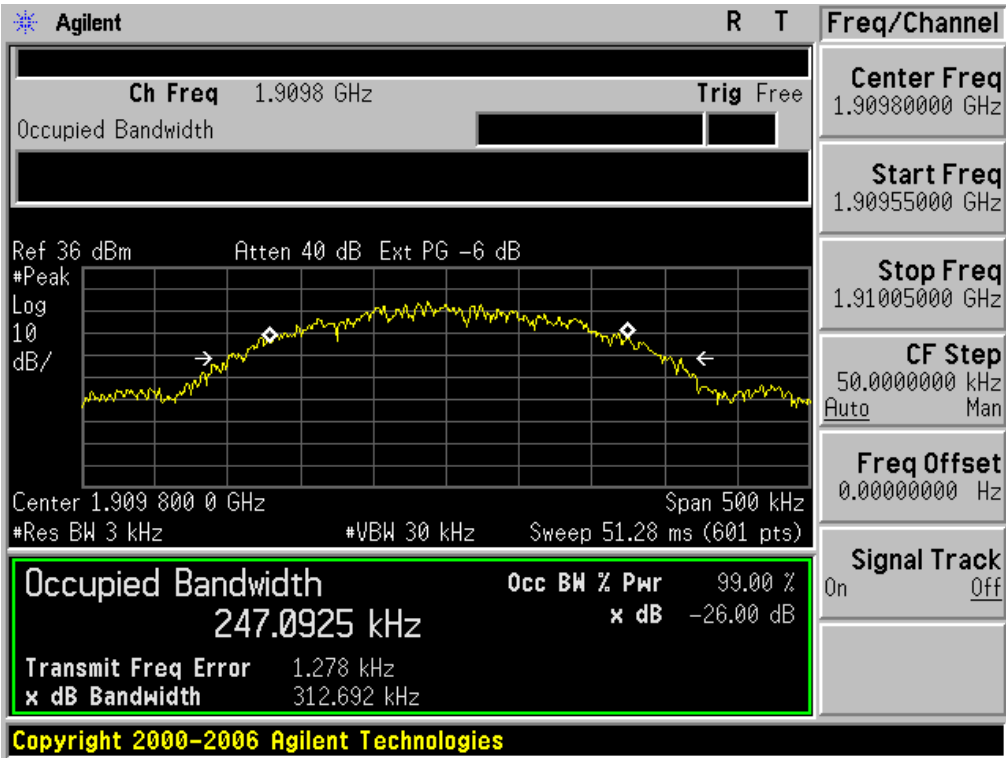 Agilent R T
Freq/Channel
Ch Freq 1.9098 GHz Trig Free
Occupied Bandwidth
Center Freq
1.90980000 GHz
Start Freq
1.90955000 GHz
Stop Freq
1.91005000 GHz
CF Step
50.0000000 kHz
Auto Man
Freq Offset
0.00000000 Hz
Signal Track
On Off
Ref 36 dBm Atten 40 dB Ext PG -6 dB
#Peak
Log
10
dB/
Center 1.909 800 0 GHz Span 500 kHz
#Res BW 3 kHz #VBW 30 kHz Sweep 51.28 ms (601 pts)
Occupied Bandwidth Occ BW % Pwr 99.00 %
247.0925 kHz x dB -26.00 dB
Transmit Freq Error 1.278 kHz
x dB Bandwidth 312.692 kHz
Copyright 2000-2006 Agilent Technologies